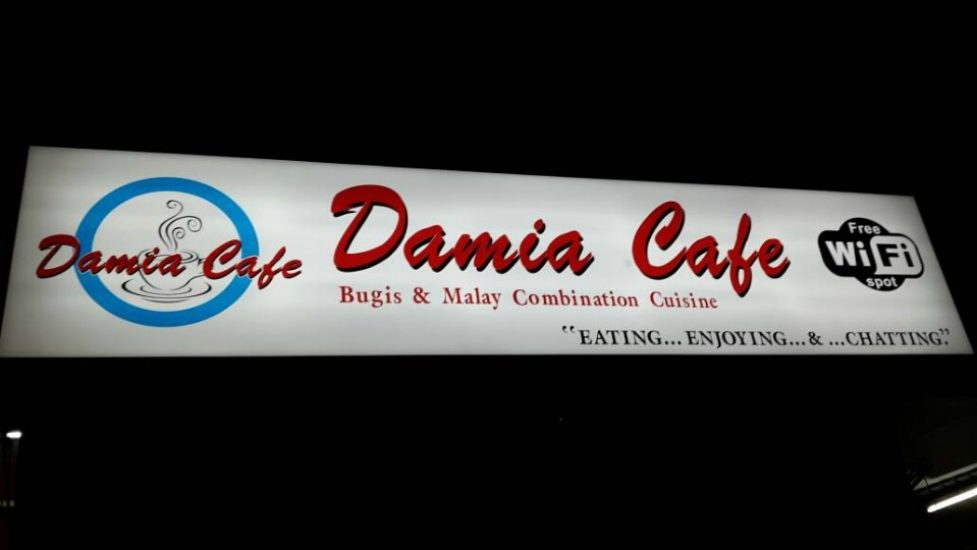 Damia Cafe
Damia Cafe
Bugis & Malay Combination Cuisine
"EATING...ENJOYING...& ...CHATTING."
Free
WiFi
spot